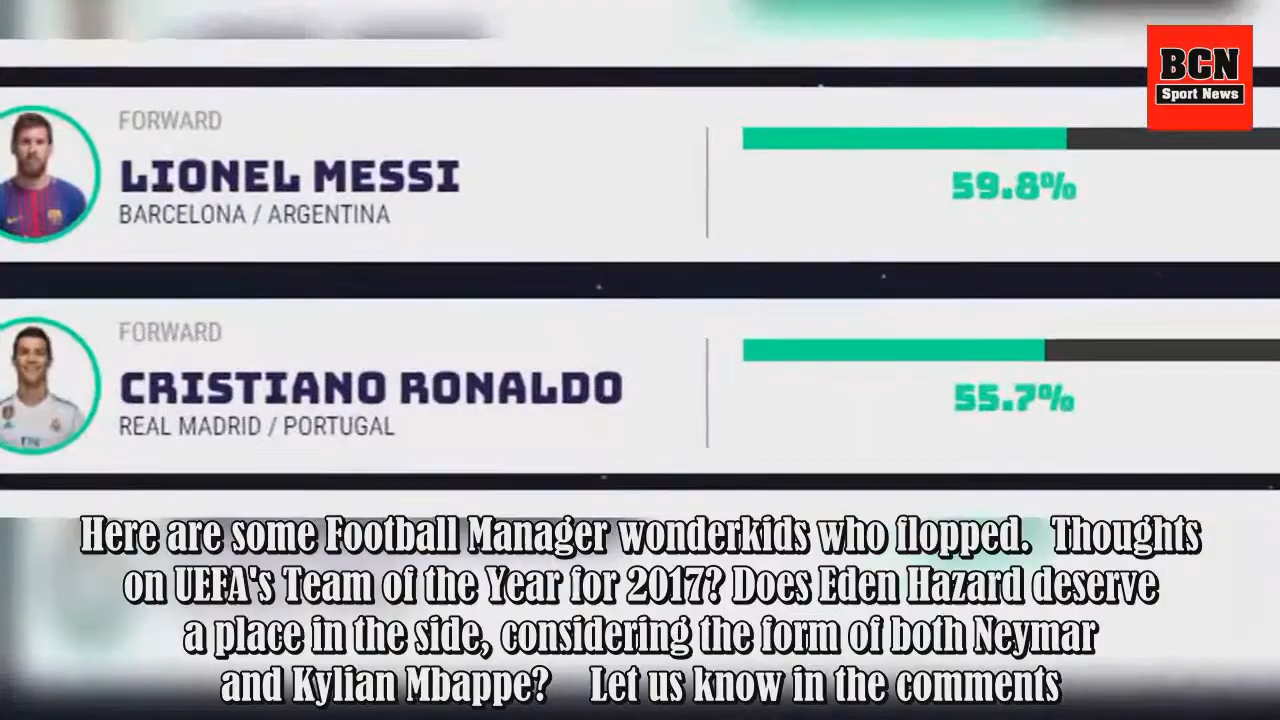 BCN
Sport News
FORWARD
LIONEL MESSI
BARCELONA / ARGENTINA
59.8%
FORWARD
CRISTIANO RONALDO
REAL MADRID / PORTUGAL
55.7%
Here are some Football Manager wonderkids who flopped. Thoughts
on UEFA's Team of the Year for 2017? Does Eden Hazard deserve
a place in the side, considering the form of both Neymar
and Kylian Mbappe? Let us know in the comments